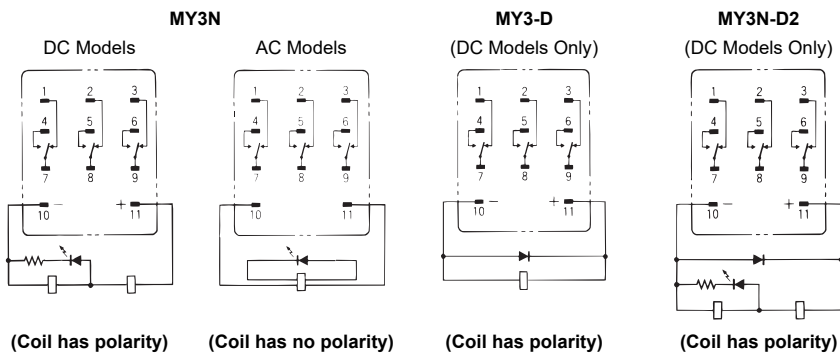 MY3N
MY3-D
MY3N-D2
DC Models
AC Models
(DC Models Only)
(DC Models Only)
1 2 3
4 5 6
7 8 9
10 − + 11
1 2 3
4 5 6
7 8 9
10 11
1 2 3
4 5 6
7 8 9
10 − + 11
1 2 3
4 5 6
7 8 9
10 − + 11
(Coil has polarity)
(Coil has no polarity)
(Coil has polarity)
(Coil has polarity)